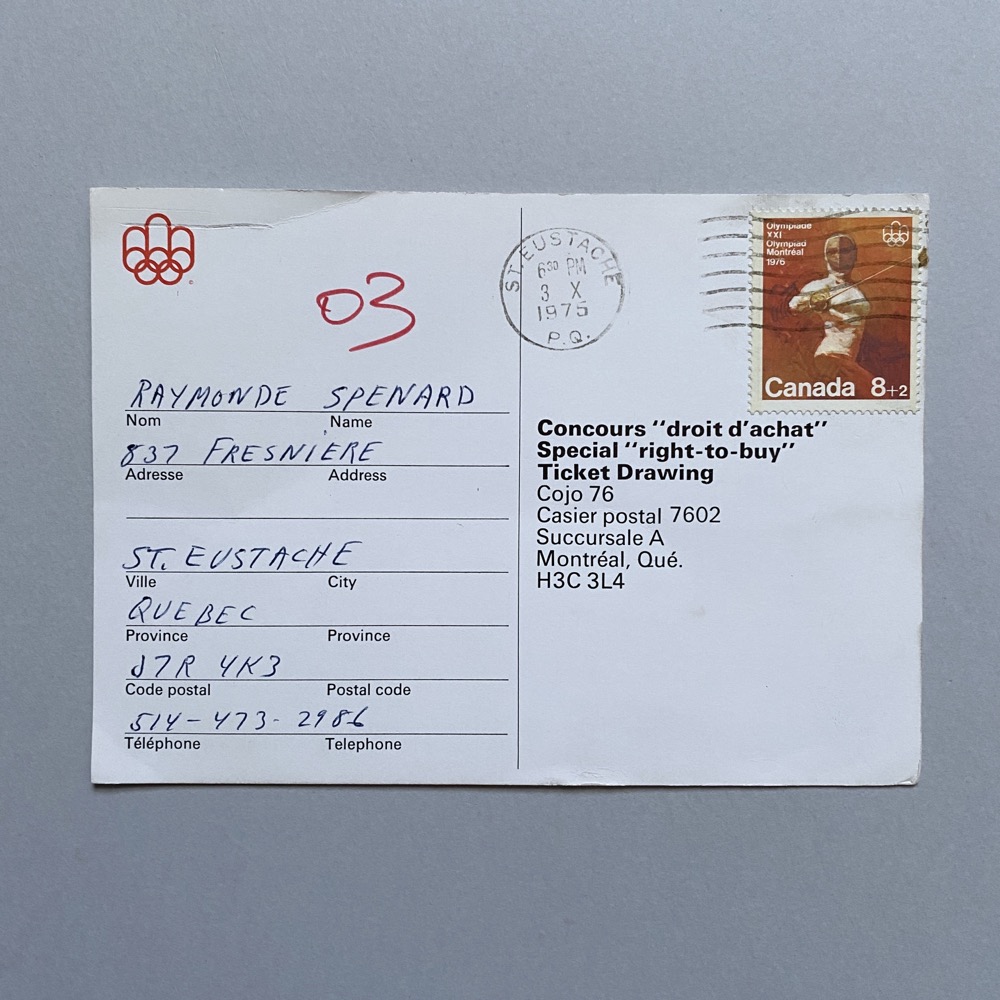 03
RAYMONDE SPENARD
Nom Name
837 FRESNIERE
Adresse Address
ST. EUSTACHE
Ville City
QUEBEC
Province Province
J7R 4K3
Code postal Postal code
514-473-2986
Téléphone Telephone
ST. EUSTACHE
6:30 PM
3 X
1975
P.Q.
Olympiade
XXI
Olympiad
Montréal
1976
Canada 8+2
Concours "droit d'achat"
Special "right-to-buy"
Ticket Drawing
Cojo 76
Casier postal 7602
Succursale A
Montréal, Qué.
H3C 3L4